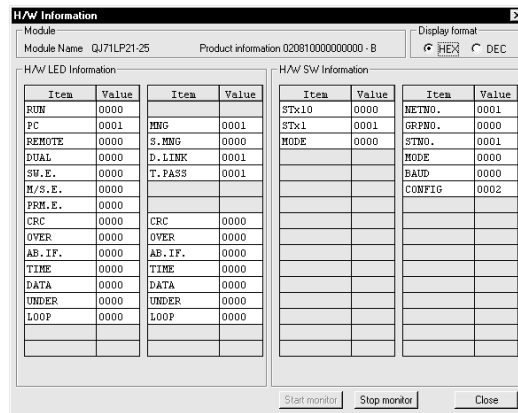 H/W Information
Module
Display format
Module Name QJ71LP21-25 Product information 020810000000000 - B
HEX DEC
H/W LED Information
H/W SW Information
Item Value Item Value Item Value Item Value
RUN 0000 STx10 0000 NETNO. 0001
PC 0001 MNG 0001 STx1 0001 GRPNO. 0000
REMOTE 0000 S.MNG 0000 MODE 0000 STNO. 0001
DUAL 0000 D.LINK 0001 MODE 0000
SW.E. 0000 T.PASS 0001 BAUD 0000
M/S.E. 0000 CONFIG 0002
PRM.E. 0000
CRC 0000 CRC 0000
OVER 0000 OVER 0000
AB.IF. 0000 AB.IF. 0000
TIME 0000 TIME 0000
DATA 0000 DATA 0000
UNDER 0000 UNDER 0000
LOOP 0000 LOOP 0000
Start monitor Stop monitor Close